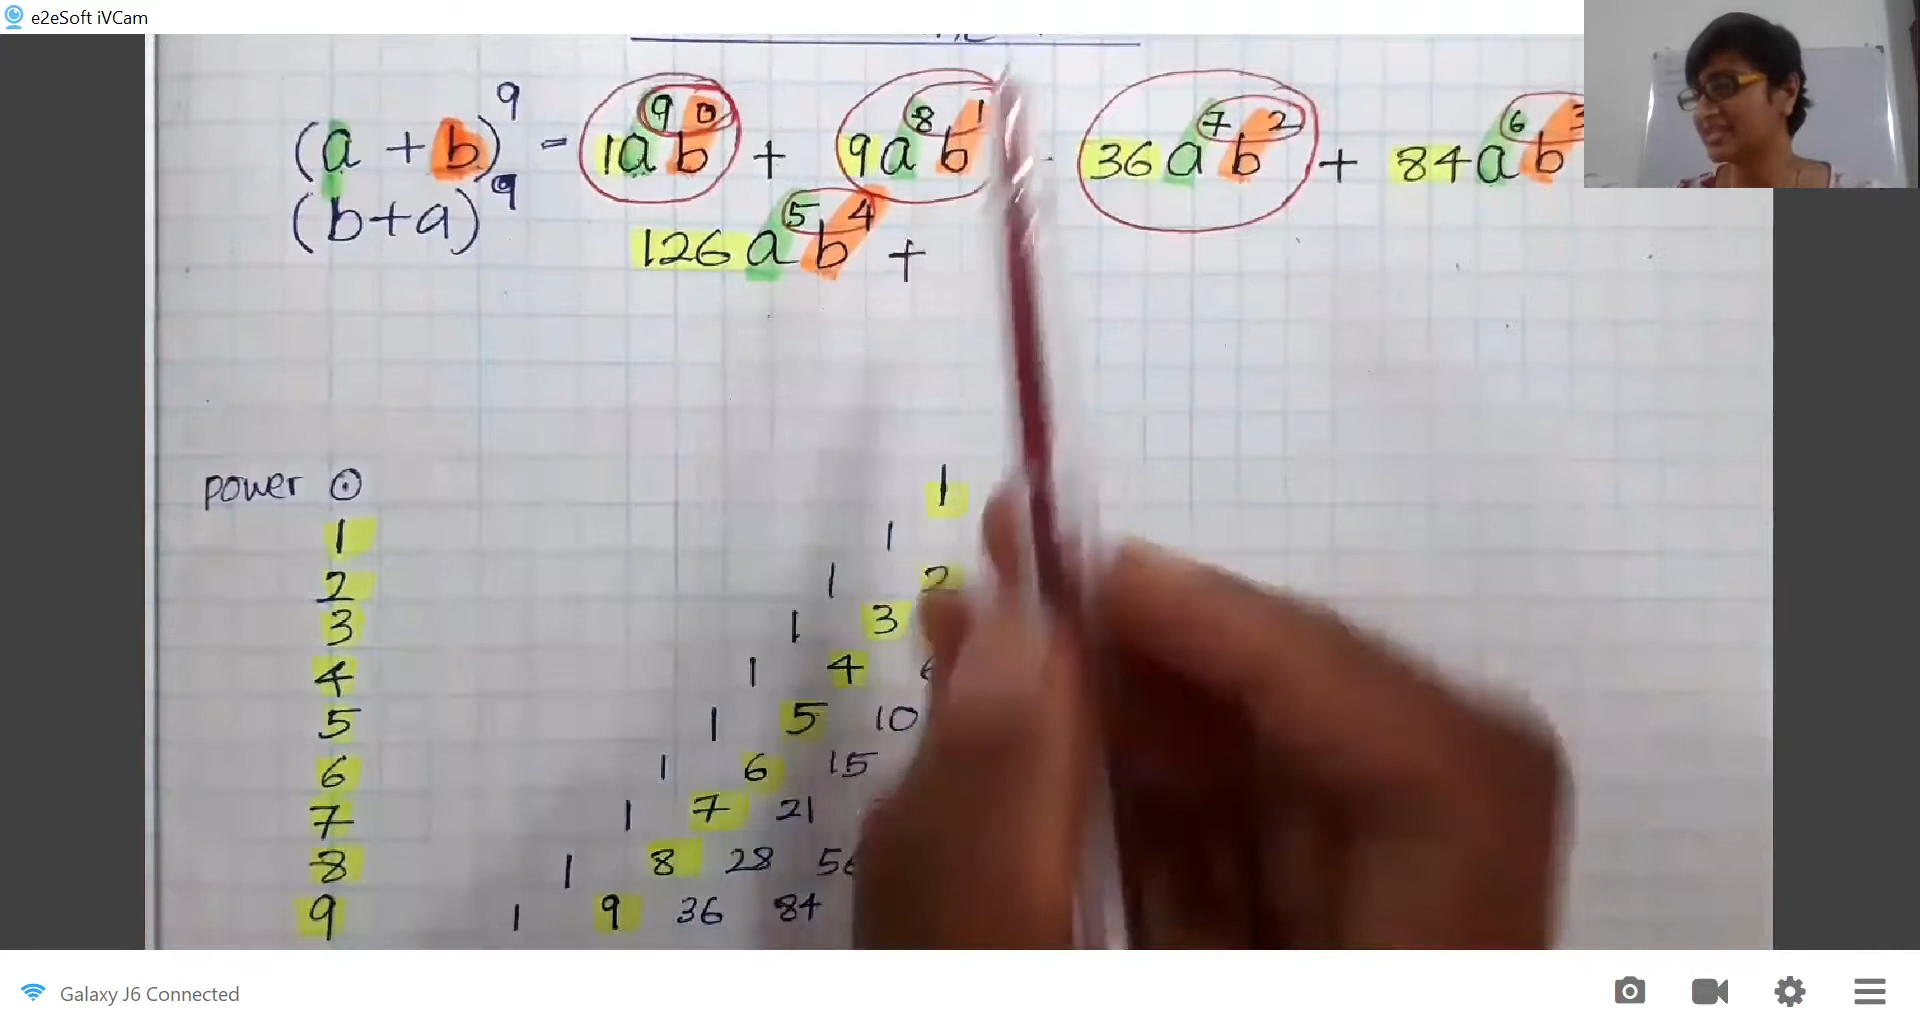 e2eSoft iVCam
(a + b)⁹ = 1a⁹b⁰ + 9a⁸b¹ 36a⁷b² + 84a⁶b³
(b+a)⁹ 126a⁵b⁴ +
power 0 1
1 1
2 1 2
3 1 3
4 1 4
5 1 5 10
6 1 6 15
7 1 7 21
8 1 8 28 56
9 1 9 36 84
Galaxy J6 Connected